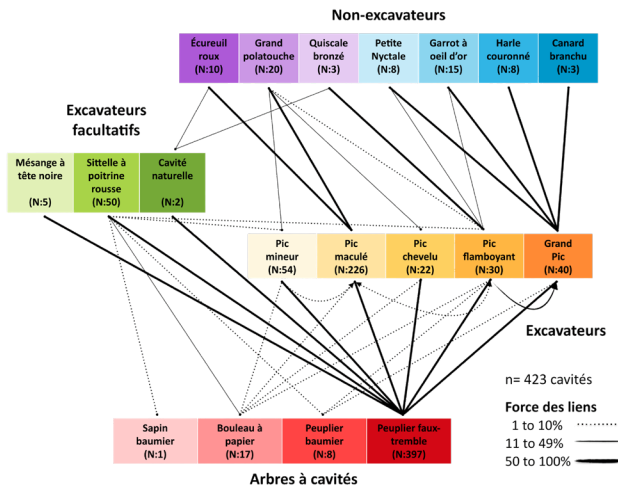 Non-excavateurs
Écureuil
roux
(N:10)
Grand
polatouche
(N:20)
Quiscale
bronzé
(N:3)
Petite
Nyctale
(N:8)
Garrot à
oeil d'or
(N:15)
Harle
couronné
(N:8)
Canard
branchu
(N:3)
Excavateurs
facultatifs
Mésange à
tête noire
(N:5)
Sittelle à
poitrine
rousse
(N:50)
Cavité
naturelle
(N:2)
Pic
mineur
(N:54)
Pic
maculé
(N:226)
Pic
chevelu
(N:22)
Pic
flamboyant
(N:30)
Grand
Pic
(N:40)
Excavateurs
Sapin
baumier
(N:1)
Bouleau à
papier
(N:17)
Peuplier
baumier
(N:8)
Peuplier faux-
tremble
(N:397)
Arbres à cavités
n= 423 cavités
Force des liens
1 to 10%
11 to 49%
50 to 100%